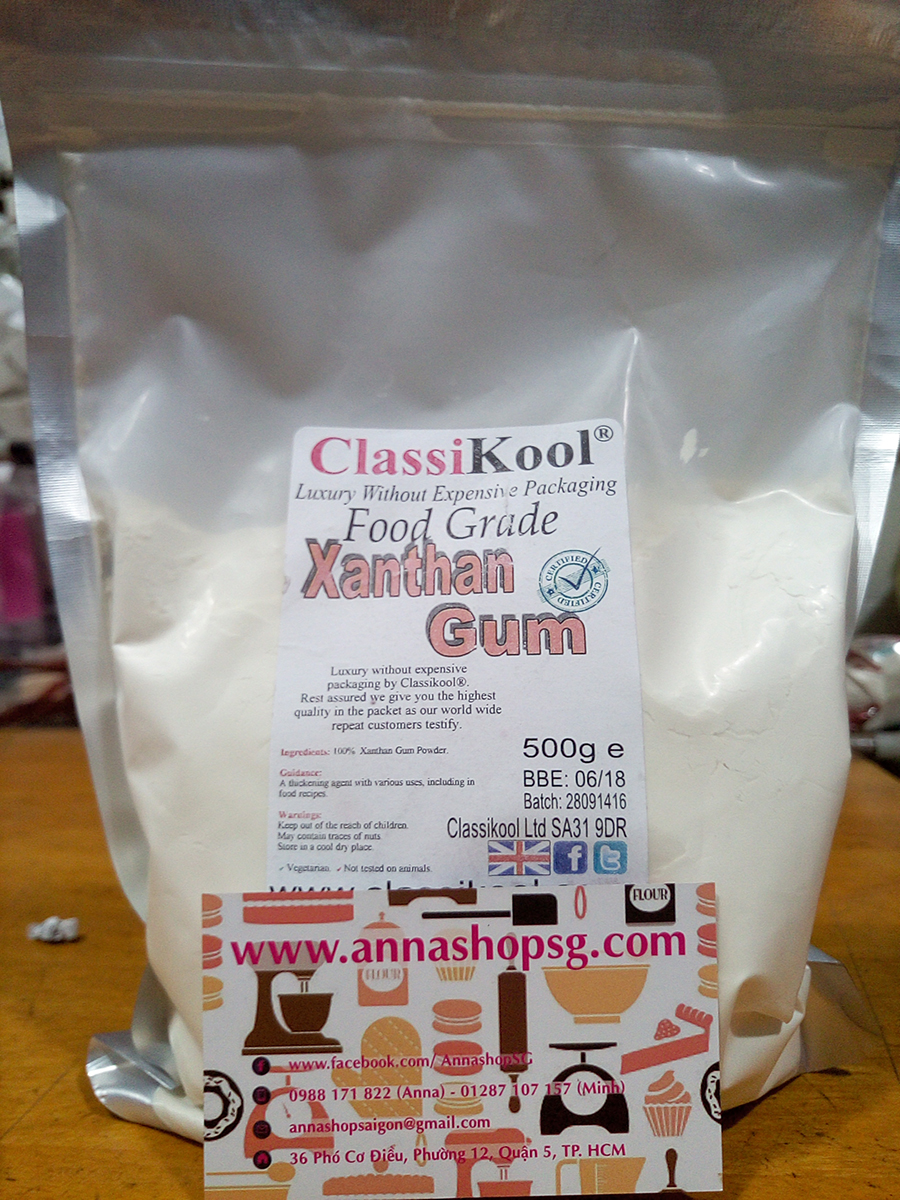 ClassiKool®
Luxury Without Expensive Packaging
Food Grade
Xanthan
Gum
CERTIFIED
CERTIFIED
Luxury without expensive
packaging by Classikool®.
Rest assured we give you the highest
quality in the packet as our world wide
repeat customers testify.
Ingredients: 100% Xanthan Gum Powder.
Guidance:
A thickening agent with various uses, including in
food recipes.
Warnings:
Keep out of the reach of children.
May contain traces of nuts
Store in a cool dry place.
✓ Vegetarian. ✓ Not tested on animals.
500g e
BBE: 06/18
Batch: 28091416
Classikool Ltd SA31 9DR
f t
FLOUR
www.annashopsg.com
FLOUR
f www.facebook.com/ AnnashopSG
0988 171 822 (Anna) - 01287 107 157 (Minh)
annashopsaigon@gmail.com
36 Phó Cơ Điều, Phường 12, Quận 5, TP. HCM